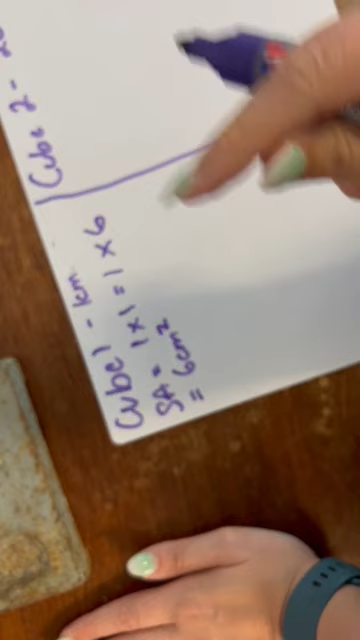 Cube 1 - 1cm
SA = 1 x 1 = 1 x 6
= 6cm2
Cube 2 -